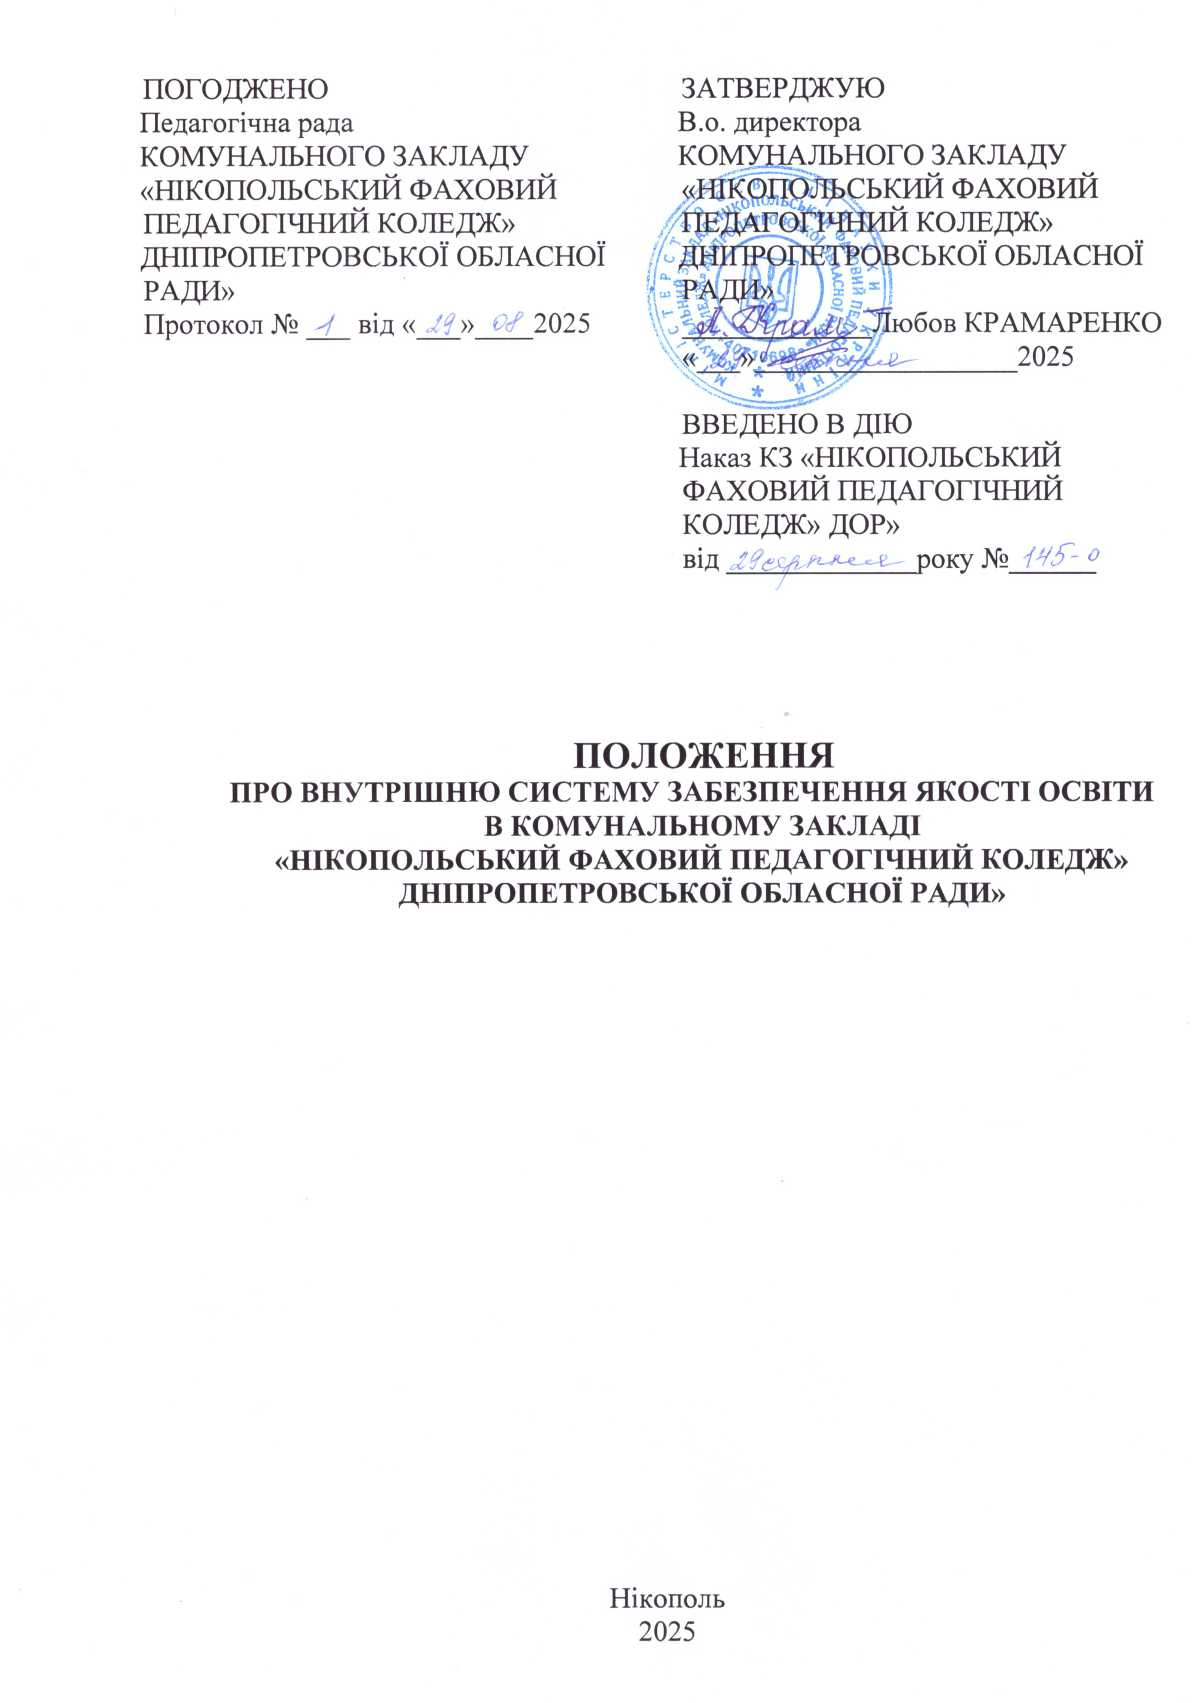 ПОГОДЖЕНО
Педагогічна рада
КОМУНАЛЬНОГО ЗАКЛАДУ
«НІКОПОЛЬСЬКИЙ ФАХОВИЙ
ПЕДАГОГІЧНИЙ КОЛЕДЖ»
ДНІПРОПЕТРОВСЬКОЇ ОБЛАСНОЇ
РАДИ»
Протокол № 1 від «29» 08 2025
ЗАТВЕРДЖУЮ
В.о. директора
КОМУНАЛЬНОГО ЗАКЛАДУ
«НІКОПОЛЬСЬКИЙ ФАХОВИЙ
ПЕДАГОГІЧНИЙ КОЛЕДЖ»
ДНІПРОПЕТРОВСЬКОЇ ОБЛАСНОЇ
РАДИ»
Любов КРАМАРЕНКО
«29» серпня 2025
ВВЕДЕНО В ДІЮ
Наказ КЗ «НІКОПОЛЬСЬКИЙ
ФАХОВИЙ ПЕДАГОГІЧНИЙ
КОЛЕДЖ» ДОР»
від 29 серпня року № 145-о
ПОЛОЖЕННЯ
ПРО ВНУТРІШНЮ СИСТЕМУ ЗАБЕЗПЕЧЕННЯ ЯКОСТІ ОСВІТИ
В КОМУНАЛЬНОМУ ЗАКЛАДІ
«НІКОПОЛЬСЬКИЙ ФАХОВИЙ ПЕДАГОГІЧНИЙ КОЛЕДЖ»
ДНІПРОПЕТРОВСЬКОЇ ОБЛАСНОЇ РАДИ»
Нікополь
2025